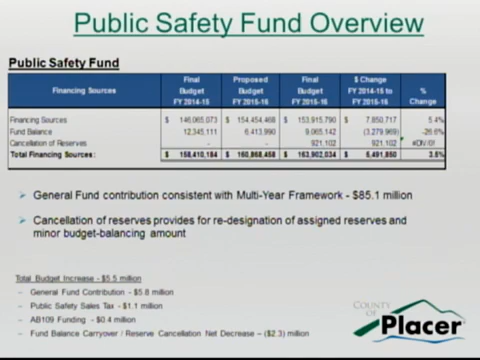 Public Safety Fund Overview
Public Safety Fund
Financing Sources Final Budget FY 2014-15 Proposed Budget FY 2015-16 Final Budget FY 2015-16 $ Change FY 2014-15 to FY 2015-16 % Change
Financing Sources $ 146,065,073 $ 154,454,468 $ 153,915,790 $ 7,850,717 5.4%
Fund Balance 12,345,111 6,413,990 9,065,142 (3,279,969) -26.6%
Cancellation of Reserves - - 921,102 921,102 #DIV/0!
Total Financing Sources: $ 158,410,184 $ 160,868,458 $ 163,902,034 $ 5,491,850 3.5%
➢ General Fund contribution consistent with Multi-Year Framework - $85.1 million
➢ Cancellation of reserves provides for re-designation of assigned reserves and
minor budget-balancing amount
Total Budget Increase - $5.5 million
– General Fund Contribution - $5.8 million
– Public Safety Sales Tax - $1.1 million
– AB109 Funding - $0.4 million
– Fund Balance Carryover / Reserve Cancellation Net Decrease – ($2.3) million
COUNTY
OF
Placer